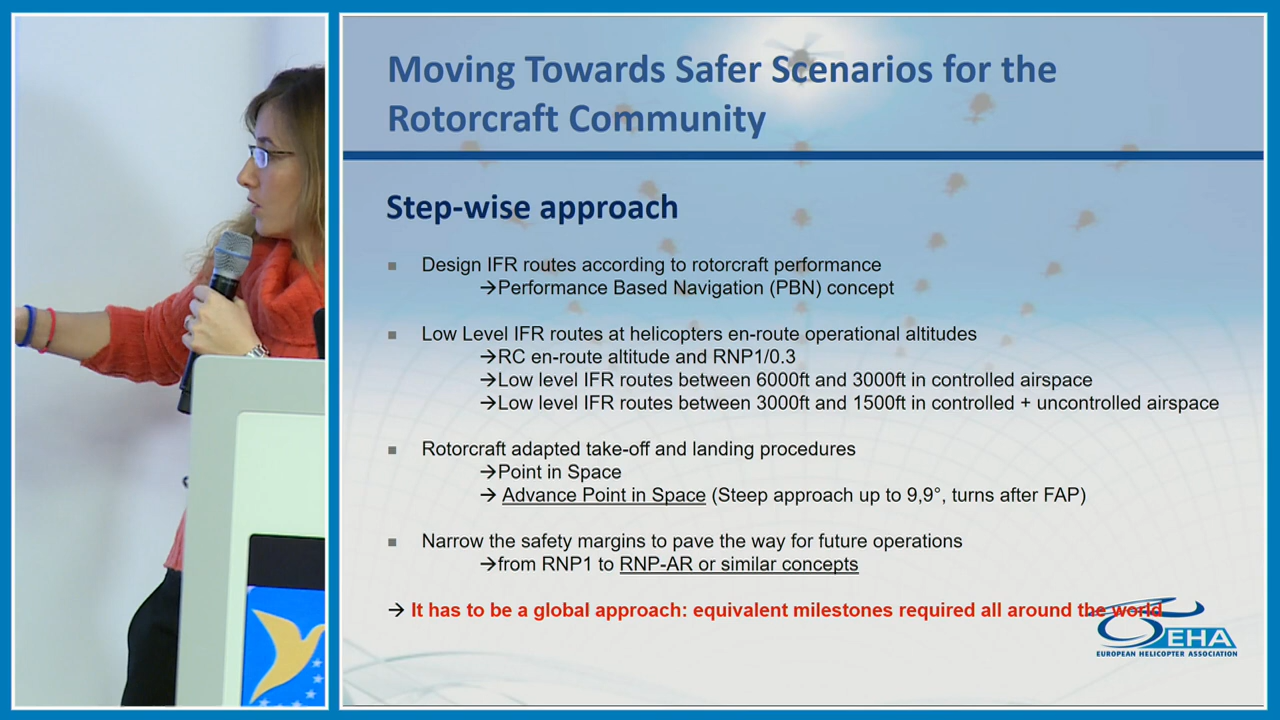 Moving Towards Safer Scenarios for the
Rotorcraft Community
Step-wise approach
▪ Design IFR routes according to rotorcraft performance
→Performance Based Navigation (PBN) concept
▪ Low Level IFR routes at helicopters en-route operational altitudes
→RC en-route altitude and RNP1/0.3
→Low level IFR routes between 6000ft and 3000ft in controlled airspace
→Low level IFR routes between 3000ft and 1500ft in controlled + uncontrolled airspace
▪ Rotorcraft adapted take-off and landing procedures
→Point in Space
→ Advance Point in Space (Steep approach up to 9,9°, turns after FAP)
▪ Narrow the safety margins to pave the way for future operations
→from RNP1 to RNP-AR or similar concepts
→ It has to be a global approach: equivalent milestones required all around the world
EHA
EUROPEAN HELICOPTER ASSOCIATION